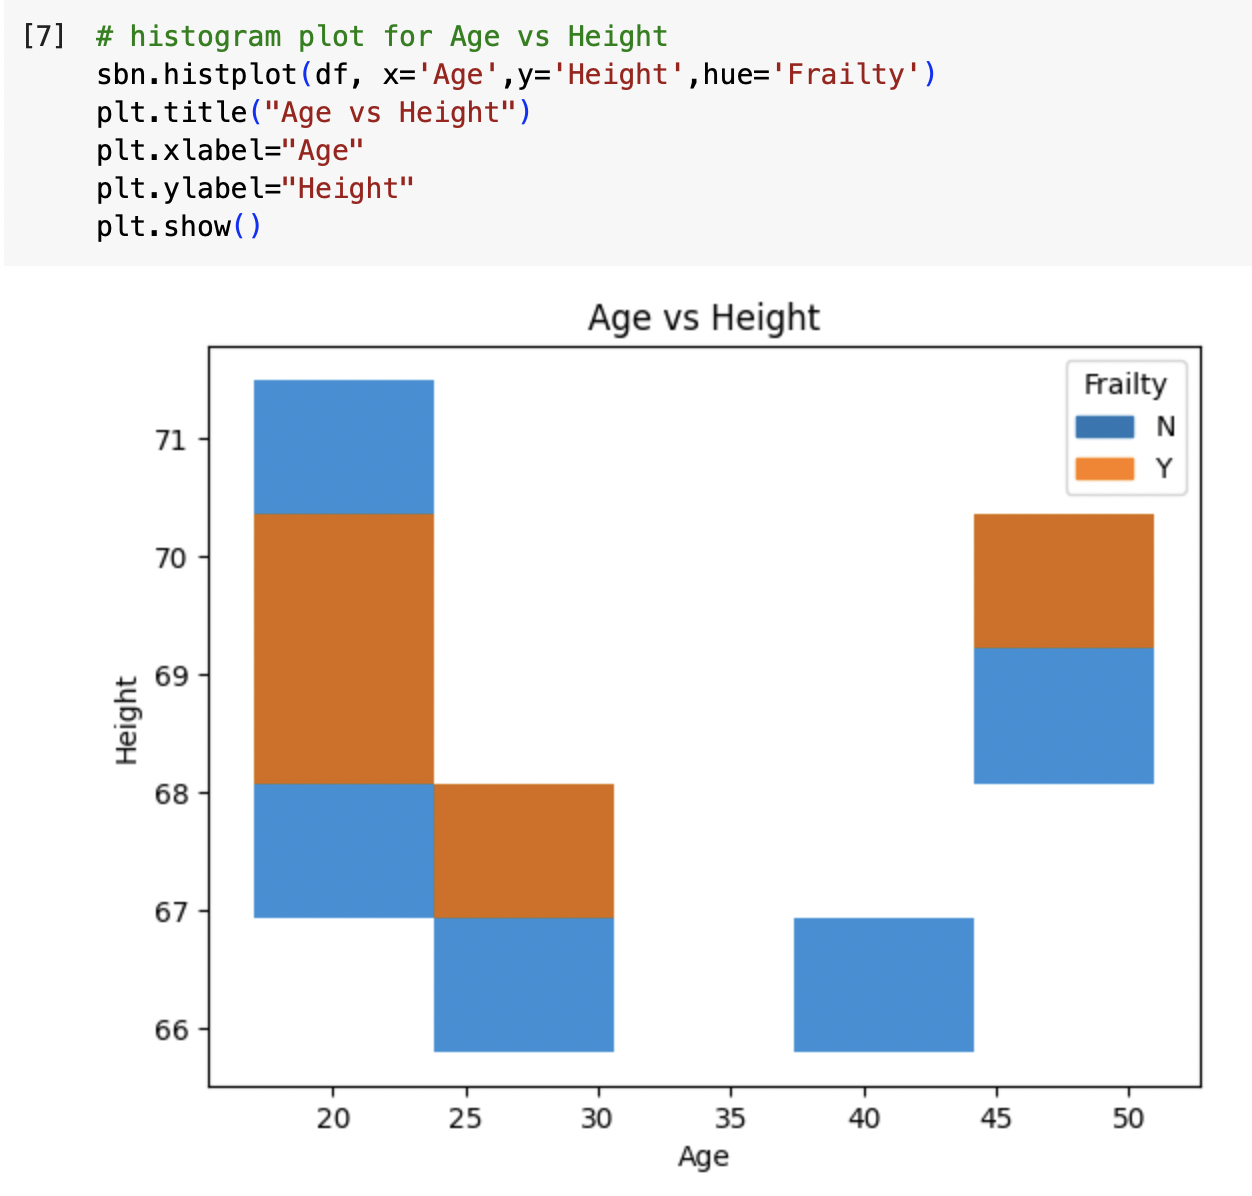 [7] # histogram plot for Age vs Height
sbn.histplot(df, x='Age',y='Height',hue='Frailty')
plt.title("Age vs Height")
plt.xlabel="Age"
plt.ylabel="Height"
plt.show()
Age vs Height
Frailty
N
Y
71
70
69
68
67
66
Height
20 25 30 35 40 45 50
Age